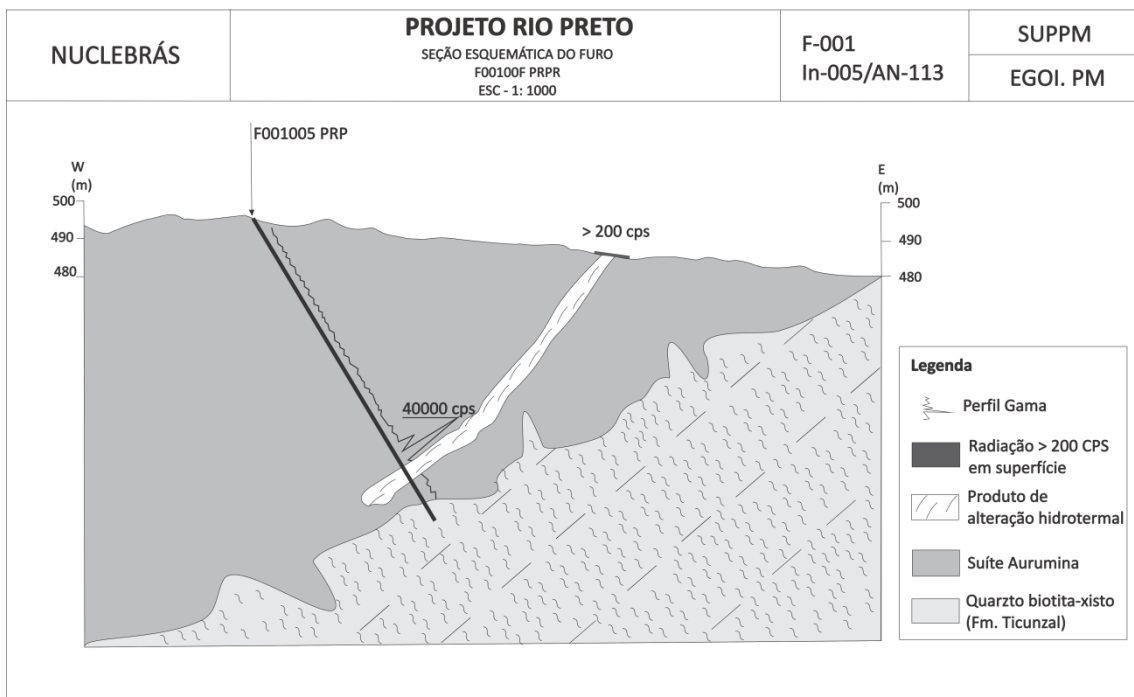 NUCLEBRÁS
PROJETO RIO PRETO
SEÇÃO ESQUEMÁTICA DO FURO
F00100F PRPR
ESC - 1: 1000
F-001
In-005/AN-113
SUPPM
EGOI. PM
F001005 PRP
W
(m)
500
490
480
E
(m)
500
490
480
> 200 cps
40000 cps
Legenda
Perfil Gama
Radiação > 200 CPS
em superfície
Produto de
alteração hidrotermal
Suíte Aurumina
Quarzto biotita-xisto
(Fm. Ticunzal)